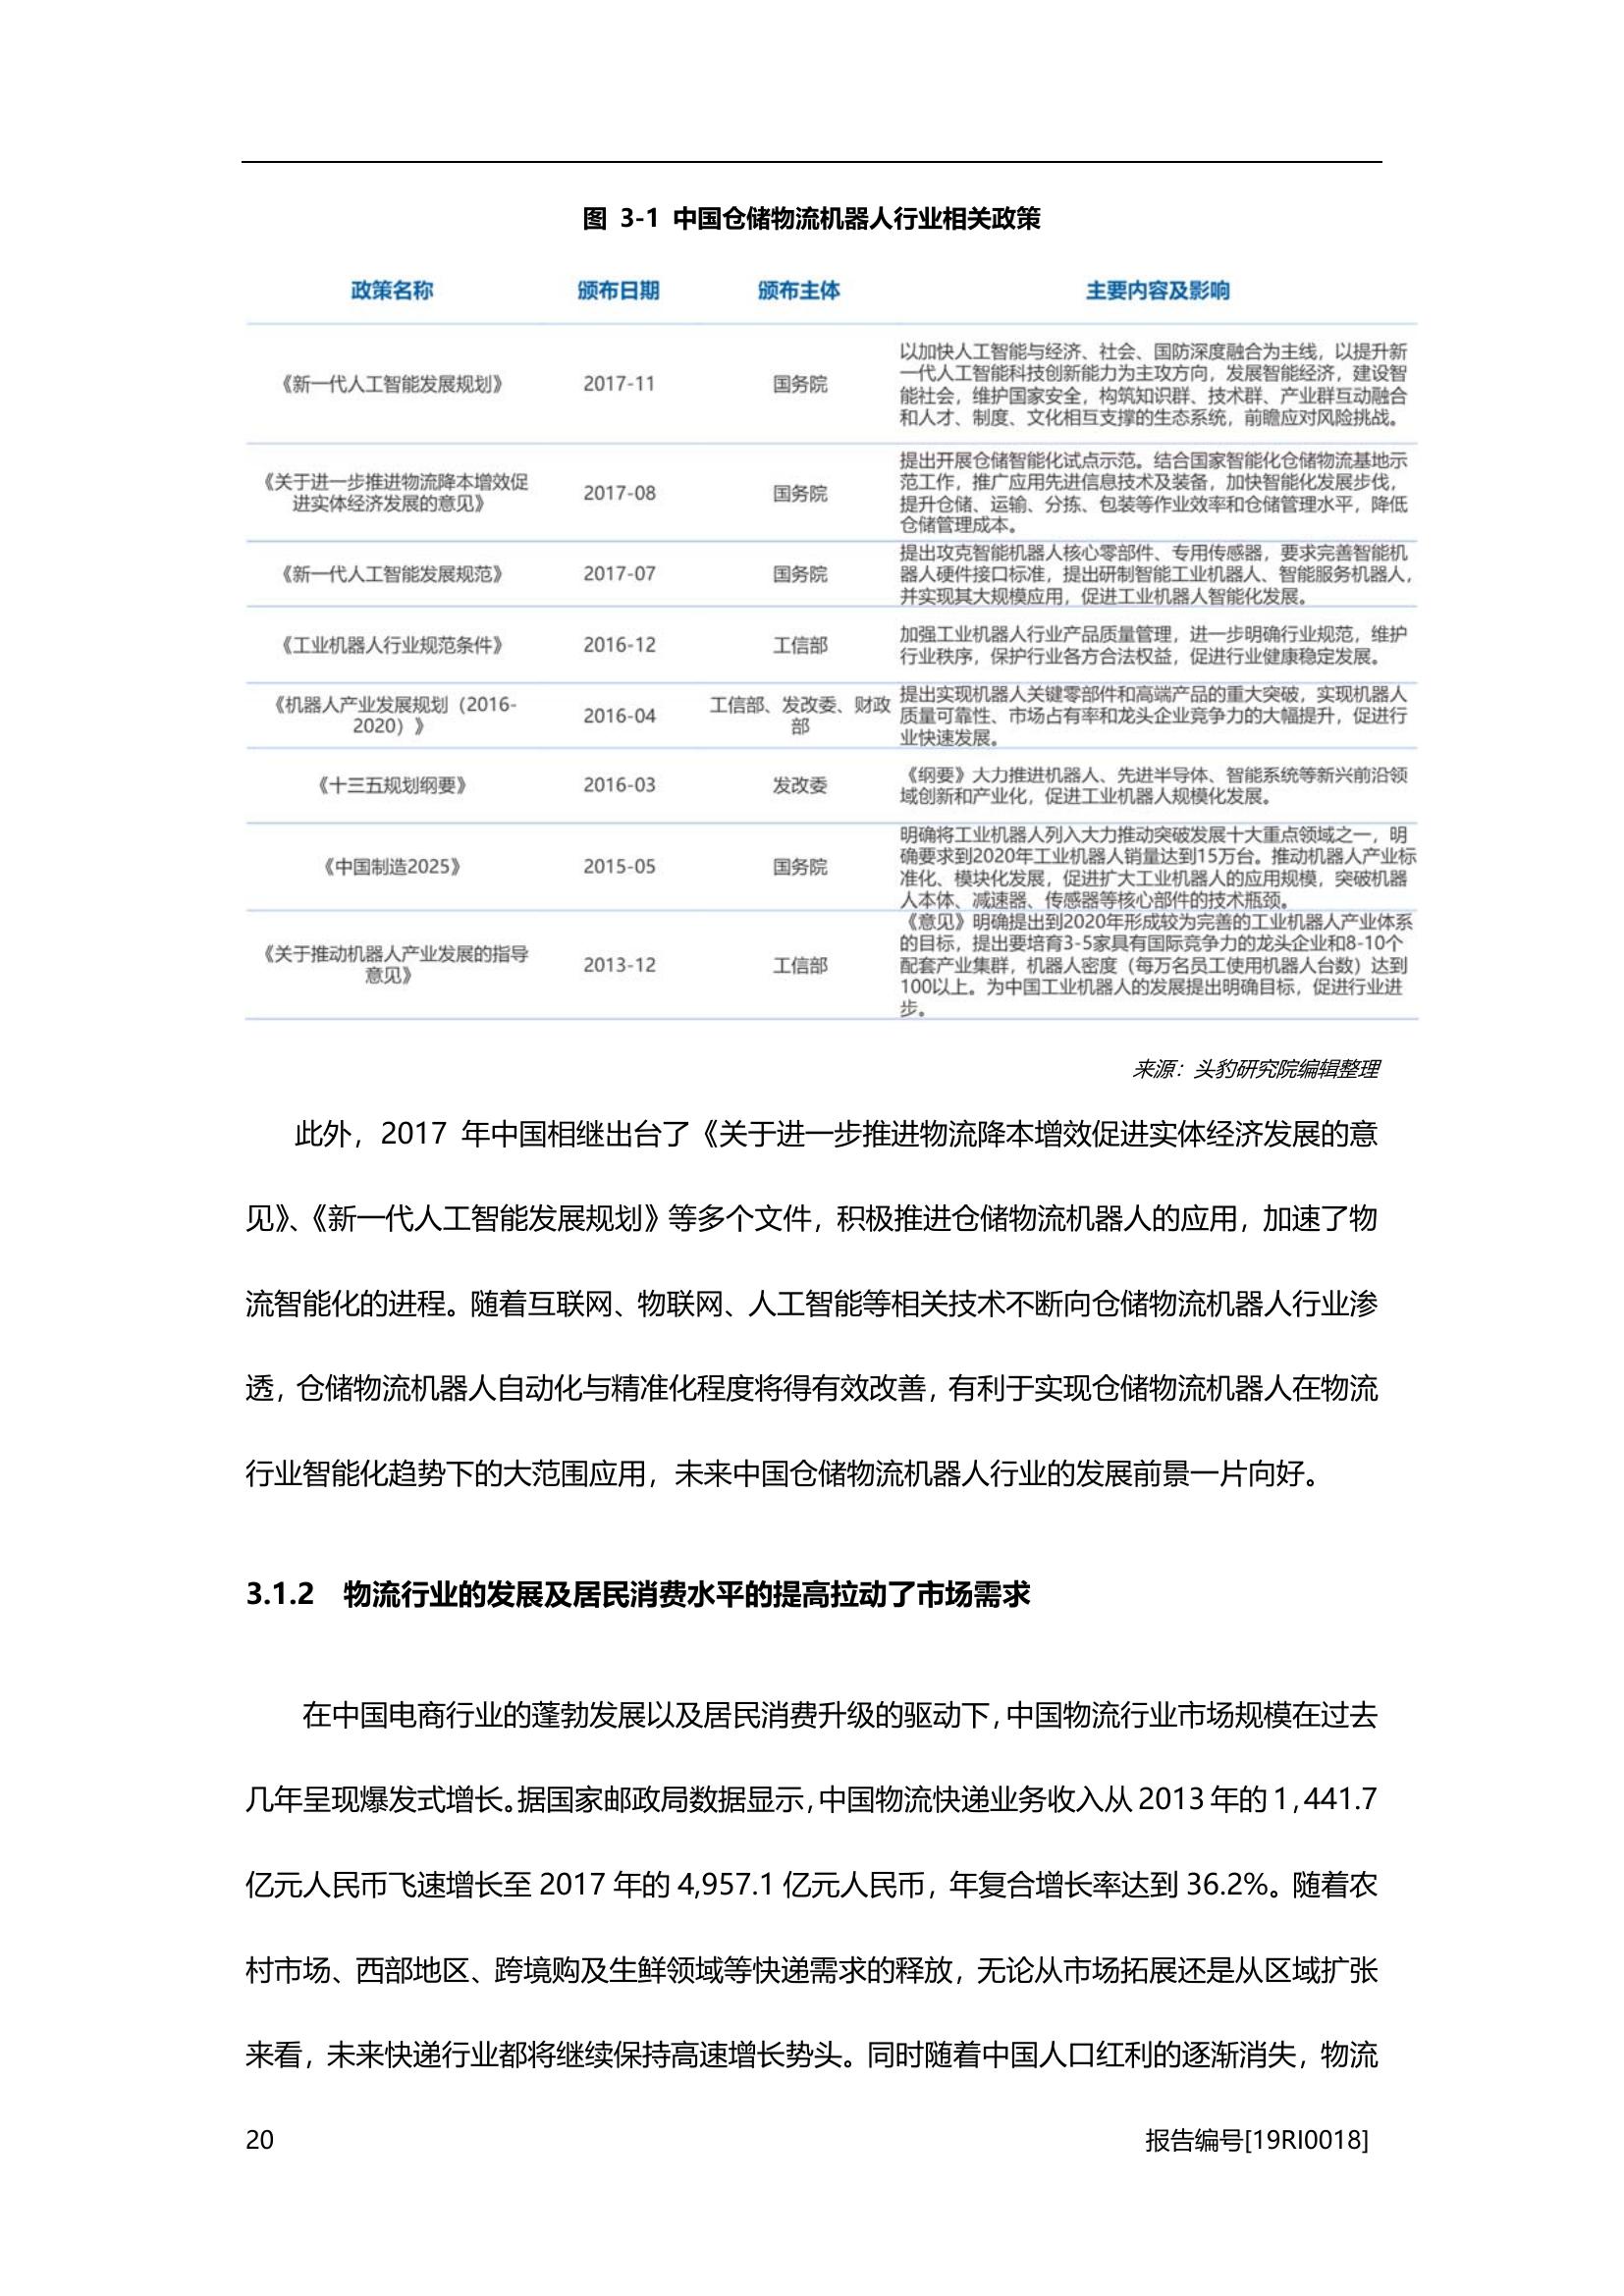 图 3-1 中国仓储物流机器人行业相关政策
政策名称 颁布日期 颁布主体 主要内容及影响
《新一代人工智能发展规划》 2017-11 国务院
以加快人工智能与经济、社会、国防深度融合为主线，以提升新
一代人工智能科技创新能力为主攻方向，发展智能经济，建设智
能社会，维护国家安全，构筑知识群、技术群、产业群互动融合
和人才、制度、文化相互支撑的生态系统，前瞻应对风险挑战。
《关于进一步推进物流降本增效促
进实体经济发展的意见》
2017-08 国务院
提出开展仓储智能化试点示范。结合国家智能化仓储物流基地示
范工作，推广应用先进信息技术及装备，加快智能化发展步伐，
提升仓储、运输、分拣、包装等作业效率和仓储管理水平，降低
仓储管理成本。
《新一代人工智能发展规范》 2017-07 国务院
提出攻克智能机器人核心零部件、专用传感器，要求完善智能机
器人硬件接口标准，提出研制智能工业机器人、智能服务机器人，
并实现其大规模应用，促进工业机器人智能化发展。
《工业机器人行业规范条件》 2016-12 工信部
加强工业机器人行业产品质量管理，进一步明确行业规范，维护
行业秩序，保护行业各方合法权益，促进行业健康稳定发展。
《机器人产业发展规划（2016-
2020）》
2016-04
工信部、发改委、财政
部
提出实现机器人关键零部件和高端产品的重大突破，实现机器人
质量可靠性、市场占有率和龙头企业竞争力的大幅提升，促进行
业快速发展。
《十三五规划纲要》 2016-03 发改委
《纲要》大力推进机器人、先进半导体、智能系统等新兴前沿领
域创新和产业化，促进工业机器人规模化发展。
《中国制造2025》 2015-05 国务院
明确将工业机器人列入大力推动突破发展十大重点领域之一，明
确要求到2020年工业机器人销量达到15万台。推动机器人产业标
准化、模块化发展，促进扩大工业机器人的应用规模，突破机器
人本体、减速器、传感器等核心部件的技术瓶颈。
《关于推动机器人产业发展的指导
意见》
2013-12 工信部
《意见》明确提出到2020年形成较为完善的工业机器人产业体系
的目标，提出要培育3-5家具有国际竞争力的龙头企业和8-10个
配套产业集群，机器人密度（每万名员工使用机器人台数）达到
100以上。为中国工业机器人的发展提出明确目标，促进行业进
步。
来源：头豹研究院编辑整理
此外，2017 年中国相继出台了《关于进一步推进物流降本增效促进实体经济发展的意
见》、《新一代人工智能发展规划》等多个文件，积极推进仓储物流机器人的应用，加速了物
流智能化的进程。随着互联网、物联网、人工智能等相关技术不断向仓储物流机器人行业渗
透，仓储物流机器人自动化与精准化程度将得有效改善，有利于实现仓储物流机器人在物流
行业智能化趋势下的大范围应用，未来中国仓储物流机器人行业的发展前景一片向好。
3.1.2 物流行业的发展及居民消费水平的提高拉动了市场需求
在中国电商行业的蓬勃发展以及居民消费升级的驱动下，中国物流行业市场规模在过去
几年呈现爆发式增长。据国家邮政局数据显示，中国物流快递业务收入从 2013 年的 1,441.7
亿元人民币飞速增长至 2017 年的 4,957.1 亿元人民币，年复合增长率达到 36.2%。随着农
村市场、西部地区、跨境购及生鲜领域等快递需求的释放，无论从市场拓展还是从区域扩张
来看，未来快递行业都将继续保持高速增长势头。同时随着中国人口红利的逐渐消失，物流
20 报告编号[19RI0018]